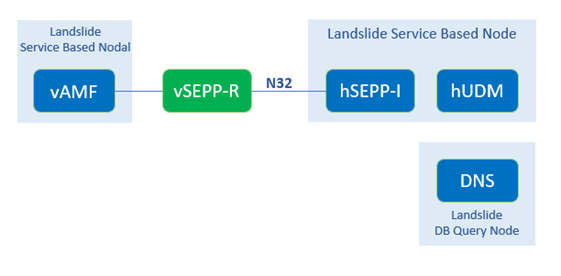 Landslide
Service Based Nodal
vAMF
vSEPP-R
N32
Landslide Service Based Node
hSEPP-I
hUDM
DNS
Landslide
DB Query Node